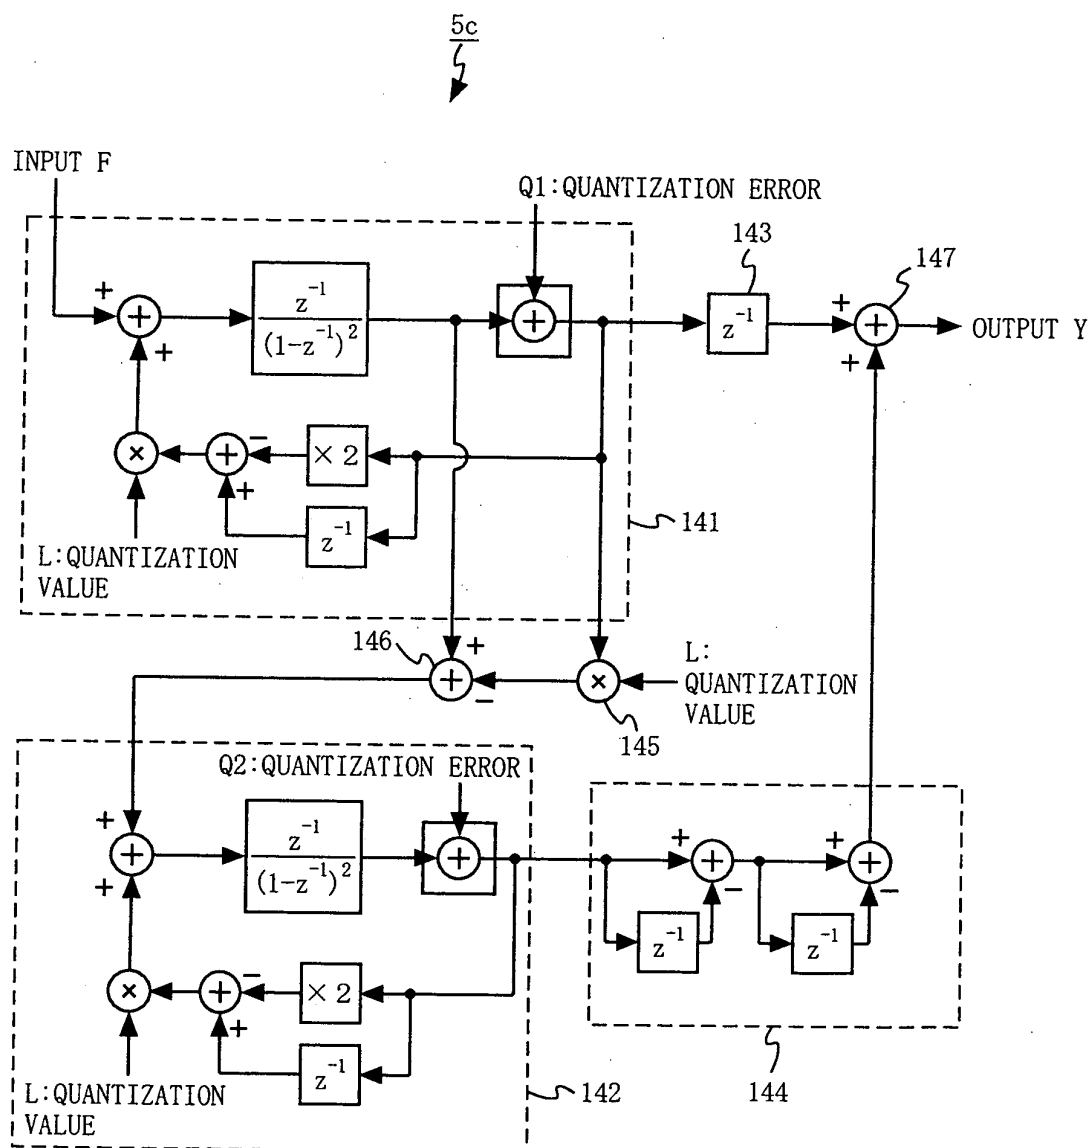 5c
INPUT F
Q1:QUANTIZATION ERROR
143
147
+
+
z⁻¹
(1-z⁻¹)²
+
z⁻¹
+
+
OUTPUT Y
+
+
×
+
−
×2
+
z⁻¹
141
L:QUANTIZATION
VALUE
146
+
+
−
×
L:
QUANTIZATION
VALUE
145
Q2:QUANTIZATION ERROR
+
+
z⁻¹
(1-z⁻¹)²
+
+
+
−
+
+
−
+
z⁻¹
z⁻¹
×
+
−
×2
+
z⁻¹
L:QUANTIZATION
VALUE
142
144